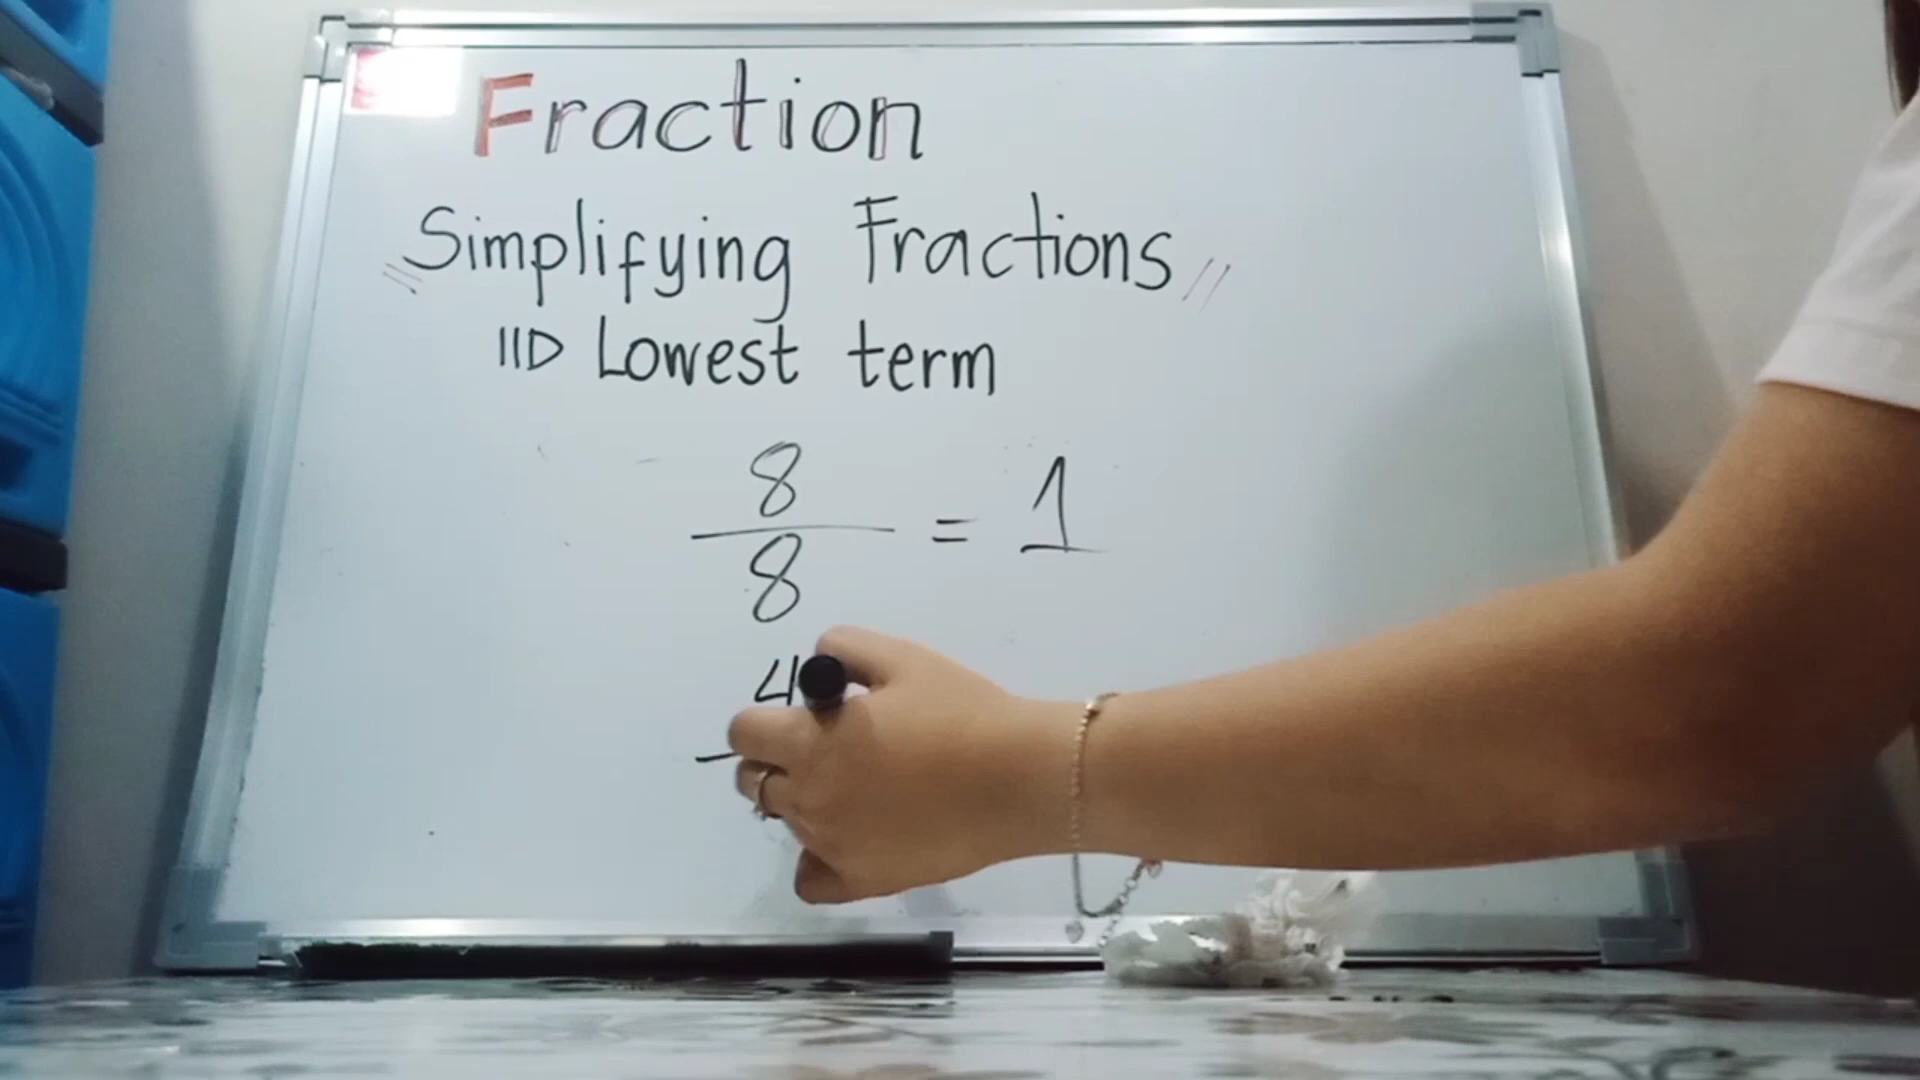 Fraction
Simplifying Fractions
Lowest term
8
8 = 1
4